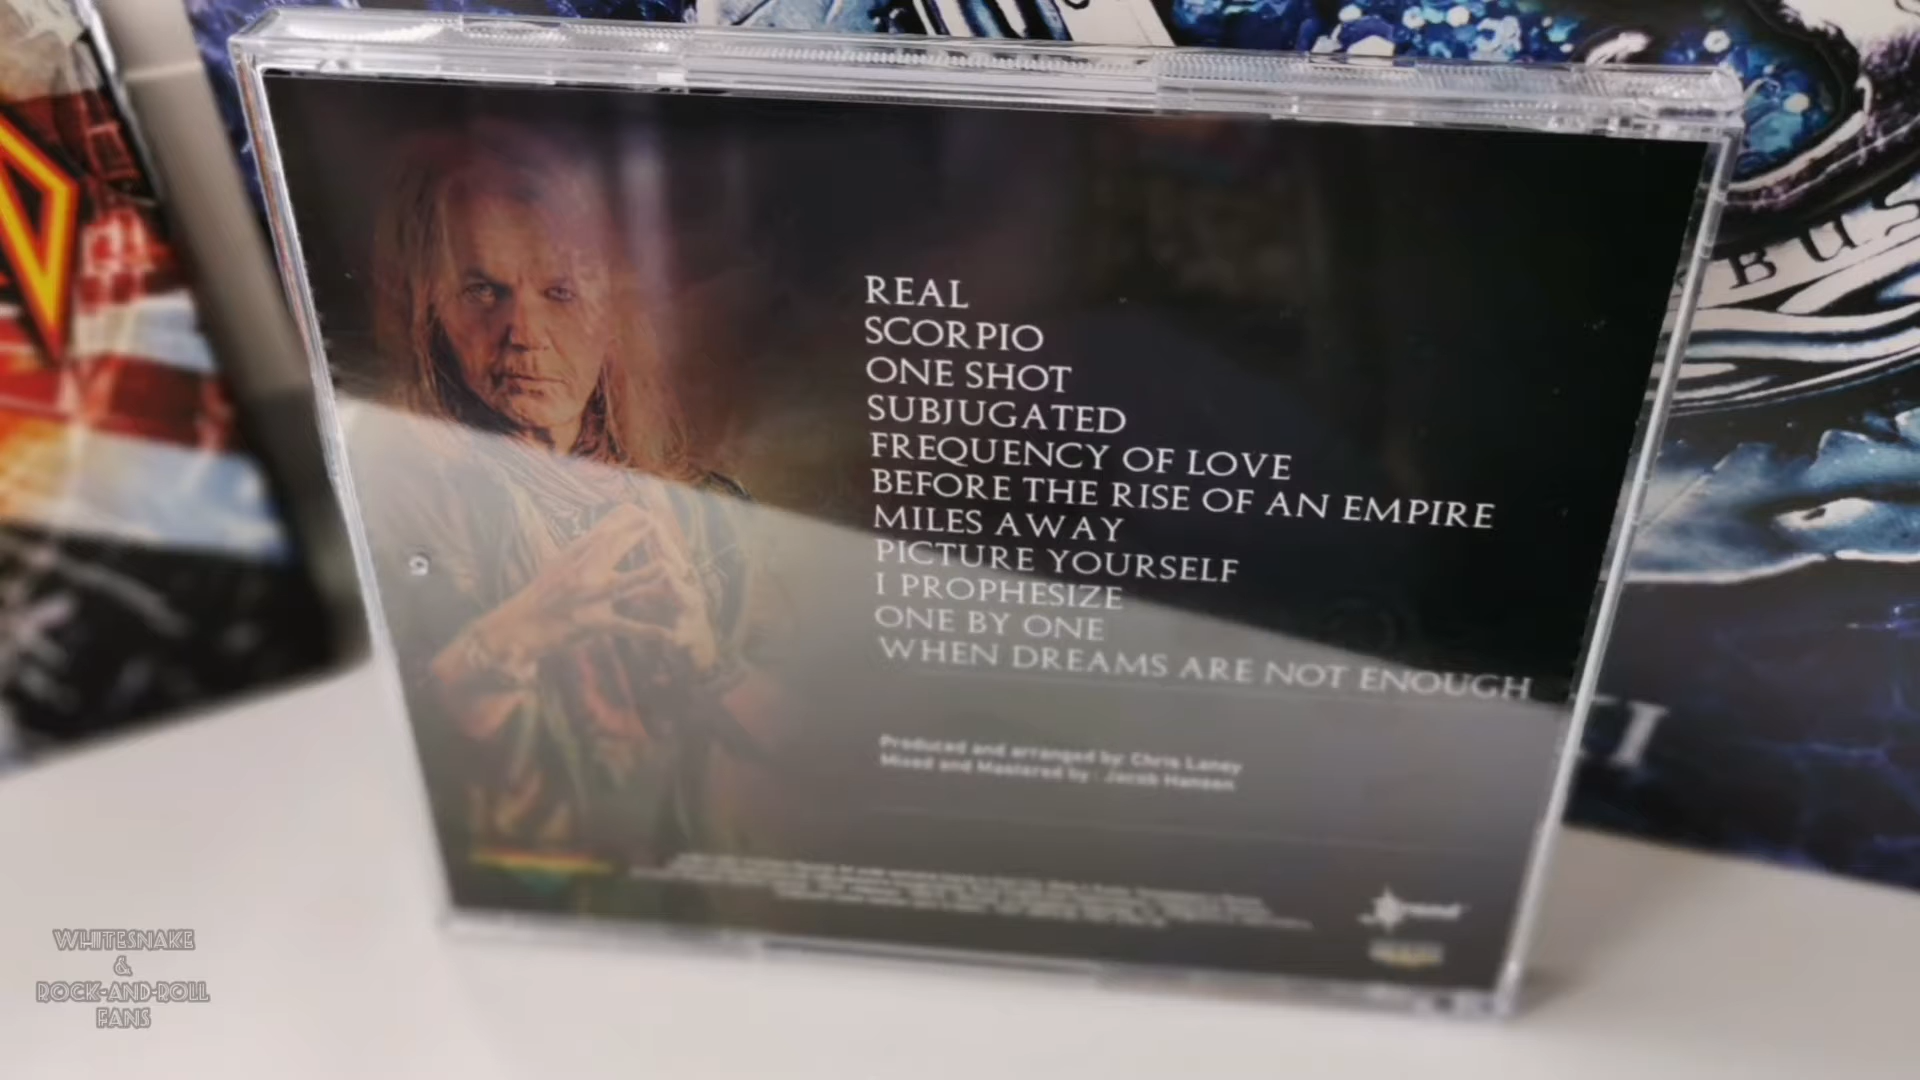 REAL
SCORPIO
ONE SHOT
SUBJUGATED
FREQUENCY OF LOVE
BEFORE THE RISE OF AN EMPIRE
MILES AWAY
PICTURE YOURSELF
I PROPHESIZE
ONE BY ONE
WHEN DREAMS ARE NOT ENOUGH
Produced and arranged by: Chris Laney
Mixed and Mastered by: Jacob Hansen
BUS
WHITESNAKE
&
ROCK-AND-ROLL
FANS